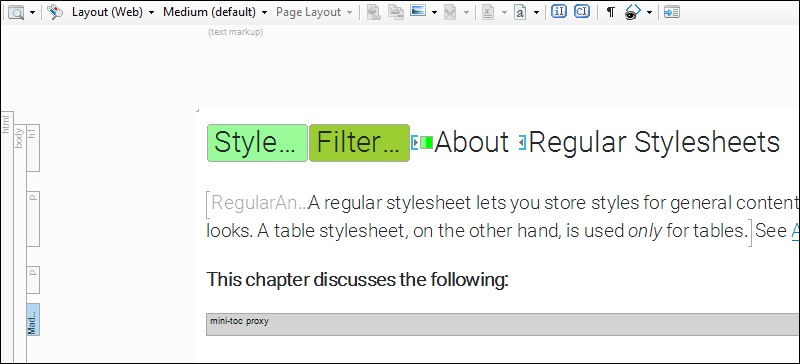 Layout (Web) Medium (default) Page Layout
(text markup)
html
body
h1
Style... Filter... About Regular Stylesheets
p
RegularAn...A regular stylesheet lets you store styles for general content
looks. A table stylesheet, on the other hand, is used only for tables. See A
p
This chapter discusses the following:
Mad...
mini-toc proxy